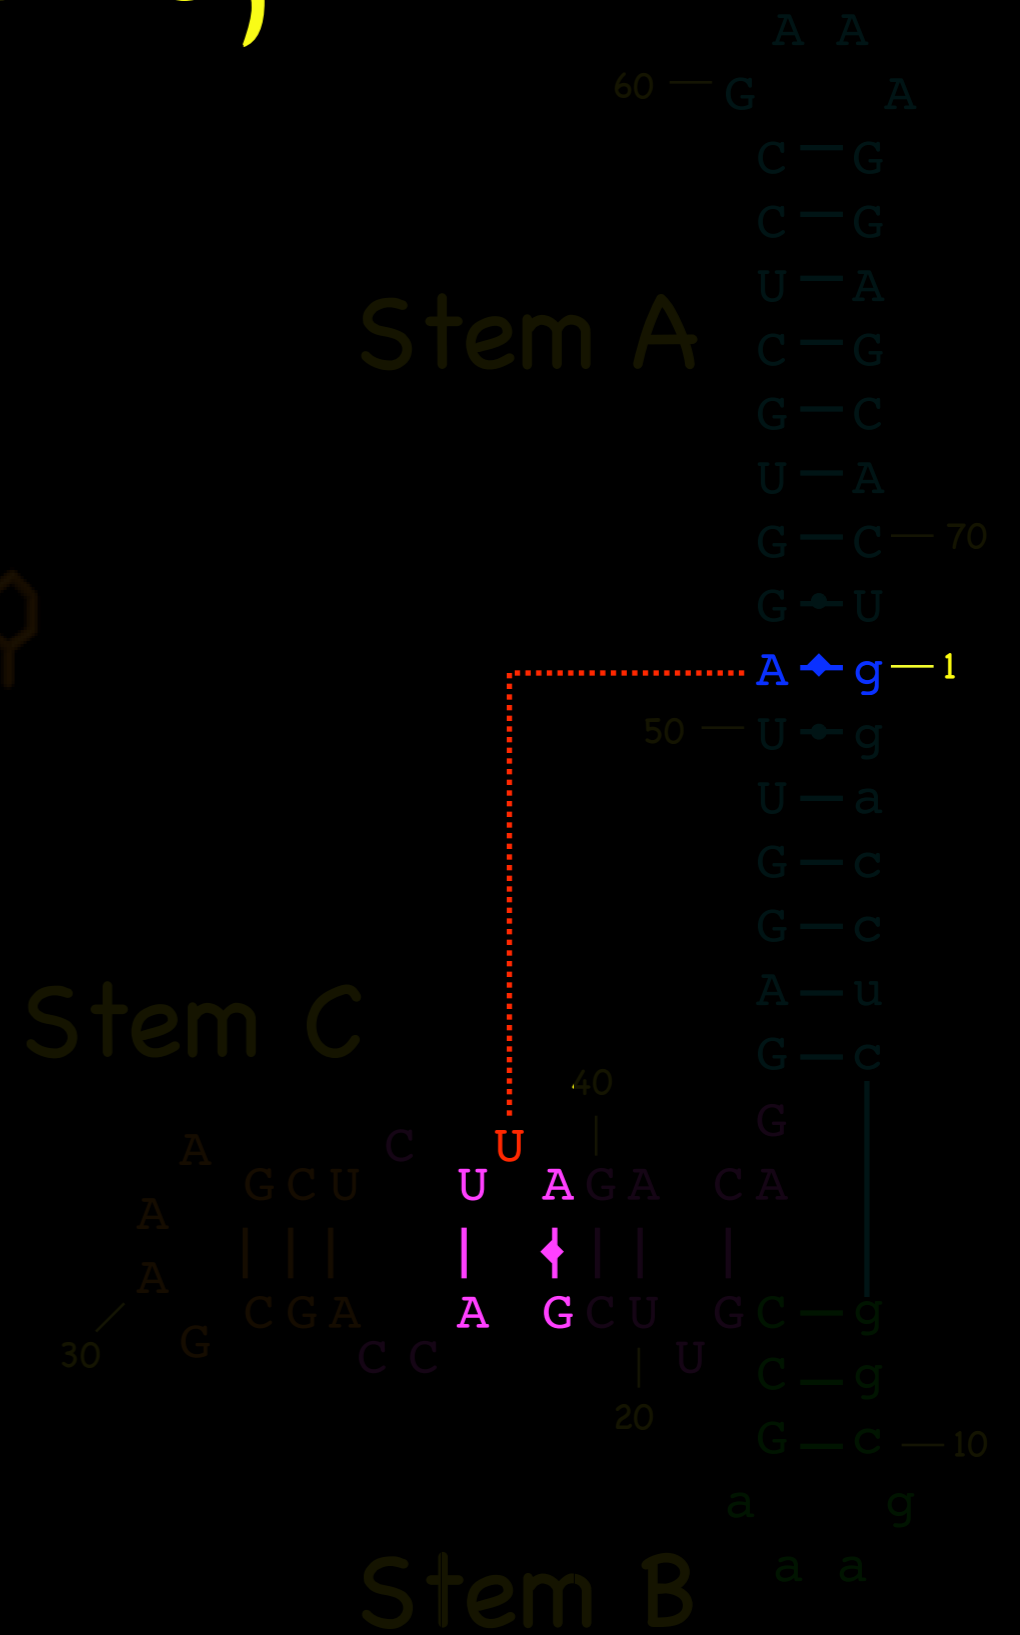 )
A A
60 G A
C G
C G
U A
Stem A
C G
G C
U A
G C 70
G U
A g 1
50 U g
U a
G c
G c
A u
Stem C
G c
40
G
A C U
G C U U A G A C A
A
A
C G A A G C U G C g
30 G C C U
C g
20
G c 10
a g
a a
Stem B